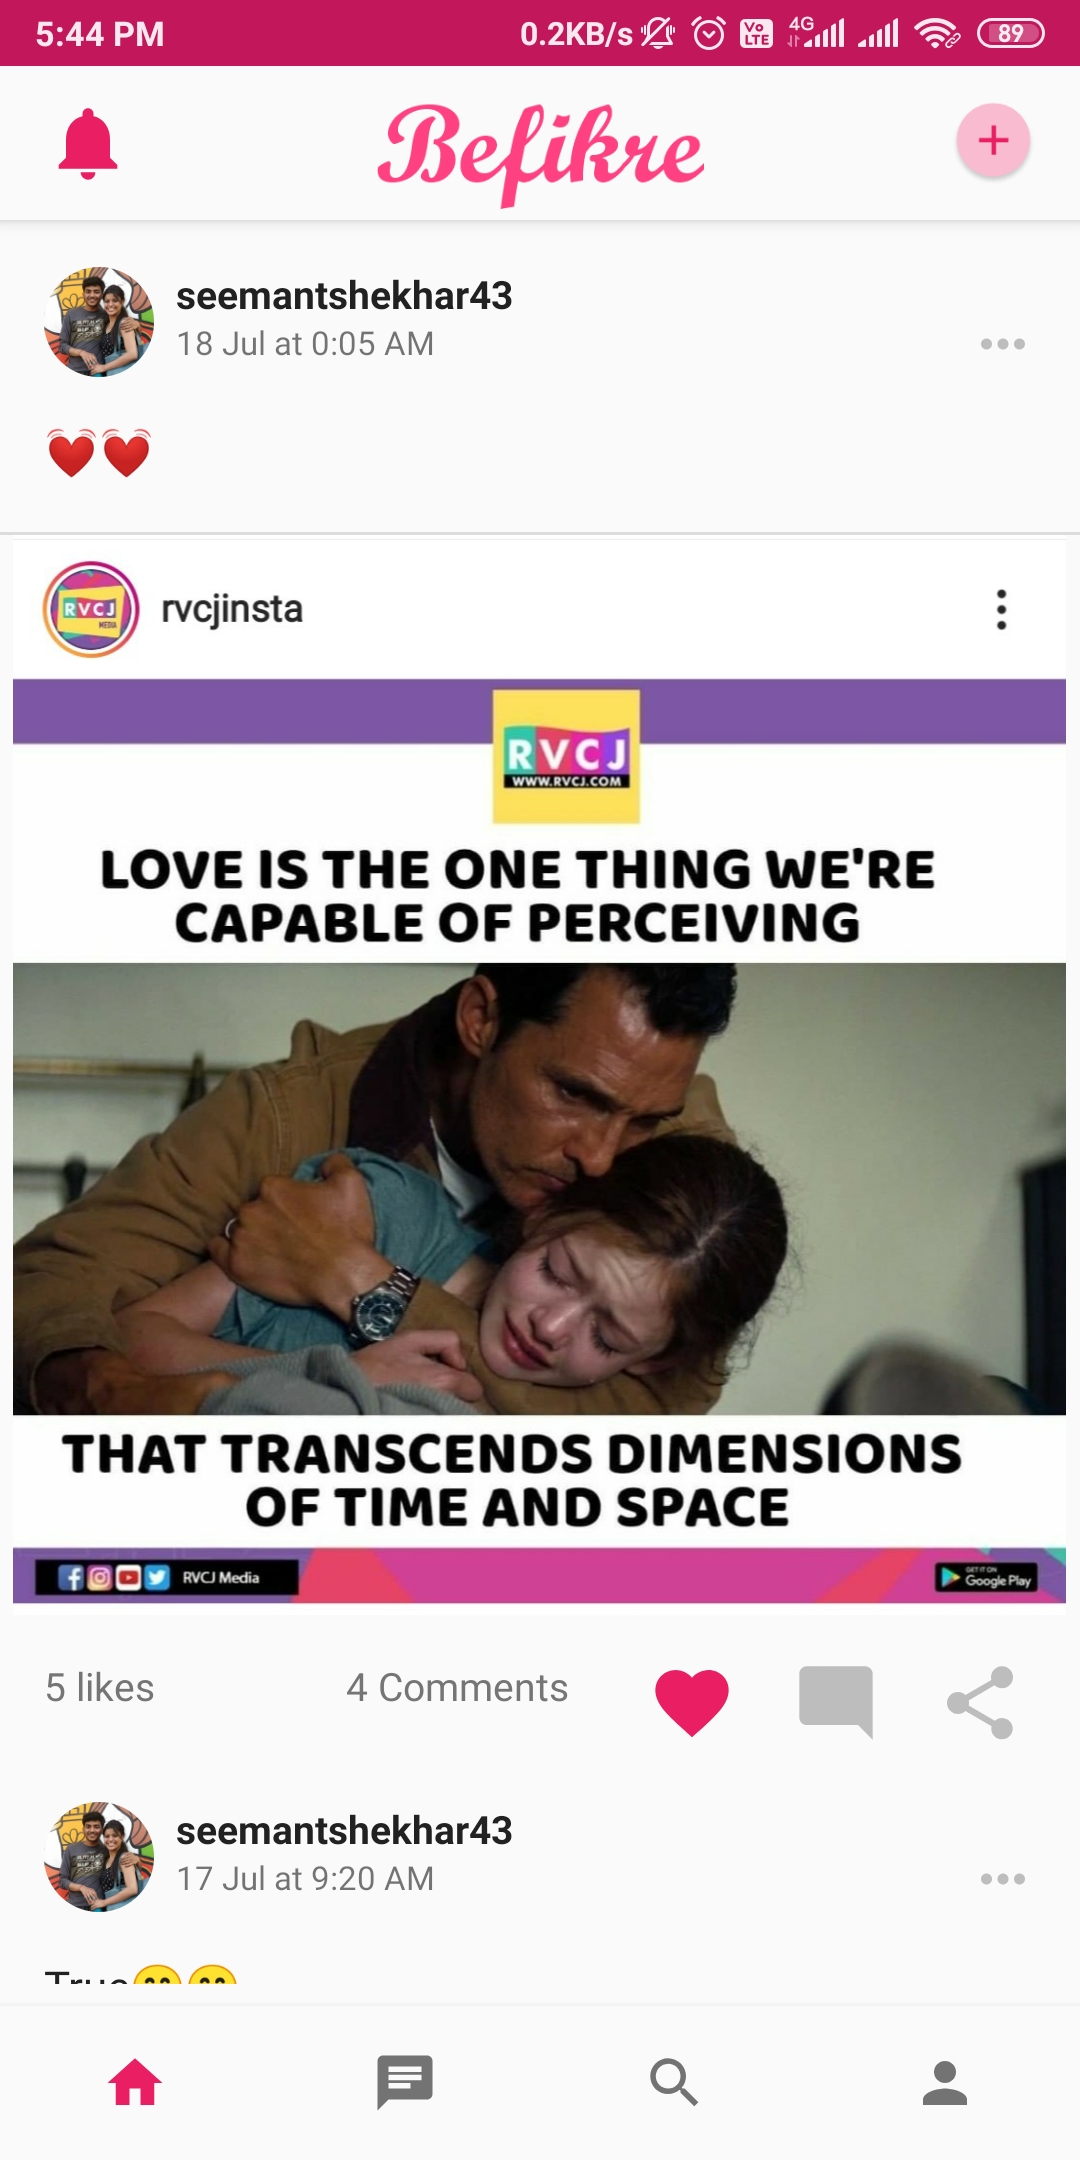 5:44 PM
0.2KB/s
Vo
LTE
4G
89
Befikre
seemantshekhar43
18 Jul at 0:05 AM
RVCJ
MEDIA
rvcjinsta
RVCJ
WWW.RVCJ.COM
LOVE IS THE ONE THING WE'RE
CAPABLE OF PERCEIVING
THAT TRANSCENDS DIMENSIONS
OF TIME AND SPACE
RVCJ Media
GET IT ON
Google Play
5 likes
4 Comments
seemantshekhar43
17 Jul at 9:20 AM
True